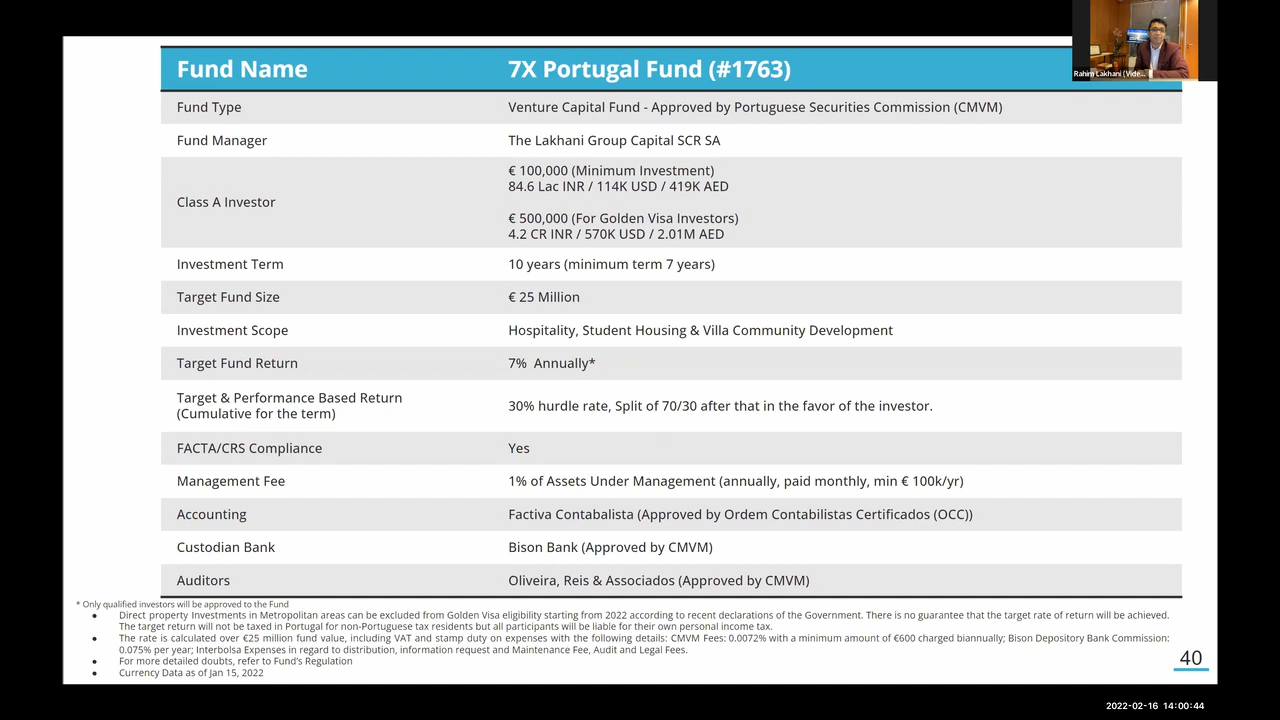 Fund Name 7X Portugal Fund (#1763)
Rahim Lakhani (Vide...
Fund Type Venture Capital Fund - Approved by Portuguese Securities Commission (CMVM)
Fund Manager The Lakhani Group Capital SCR SA
Class A Investor
€ 100,000 (Minimum Investment)
84.6 Lac INR / 114K USD / 419K AED
€ 500,000 (For Golden Visa Investors)
4.2 CR INR / 570K USD / 2.01M AED
Investment Term 10 years (minimum term 7 years)
Target Fund Size € 25 Million
Investment Scope Hospitality, Student Housing & Villa Community Development
Target Fund Return 7% Annually*
Target & Performance Based Return
(Cumulative for the term)
30% hurdle rate, Split of 70/30 after that in the favor of the investor.
FACTA/CRS Compliance Yes
Management Fee 1% of Assets Under Management (annually, paid monthly, min € 100k/yr)
Accounting Factiva Contabalista (Approved by Ordem Contabilistas Certificados (OCC))
Custodian Bank Bison Bank (Approved by CMVM)
Auditors Oliveira, Reis & Associados (Approved by CMVM)
* Only qualified investors will be approved to the Fund
● Direct property Investments in Metropolitan areas can be excluded from Golden Visa eligibility starting from 2022 according to recent declarations of the Government. There is no guarantee that the target rate of return will be achieved.
The target return will not be taxed in Portugal for non-Portuguese tax residents but all participants will be liable for their own personal income tax.
● The rate is calculated over €25 million fund value, including VAT and stamp duty on expenses with the following details: CMVM Fees: 0.0072% with a minimum amount of €600 charged biannually; Bison Depository Bank Commission:
0.075% per year; Interbolsa Expenses in regard to distribution, information request and Maintenance Fee, Audit and Legal Fees.
● For more detailed doubts, refer to Fund's Regulation
● Currency Data as of Jan 15, 2022
40
2022-02-16 14:00:44